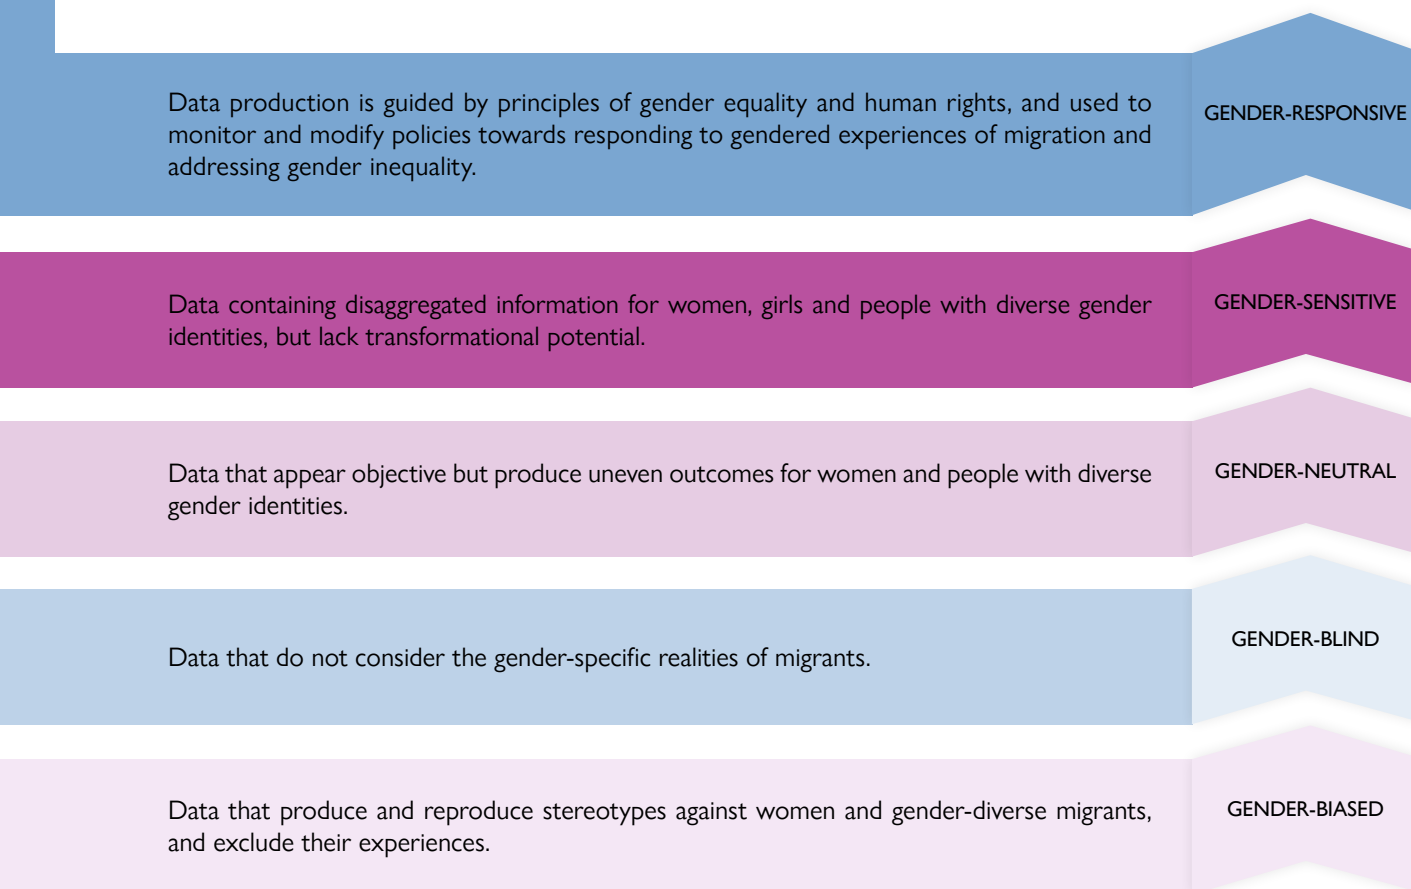 Data production is guided by principles of gender equality and human rights, and used to
monitor and modify policies towards responding to gendered experiences of migration and
addressing gender inequality.
GENDER-RESPONSIVE
Data containing disaggregated information for women, girls and people with diverse gender
identities, but lack transformational potential.
GENDER-SENSITIVE
Data that appear objective but produce uneven outcomes for women and people with diverse
gender identities.
GENDER-NEUTRAL
Data that do not consider the gender-specific realities of migrants.
GENDER-BLIND
Data that produce and reproduce stereotypes against women and gender-diverse migrants,
and exclude their experiences.
GENDER-BIASED